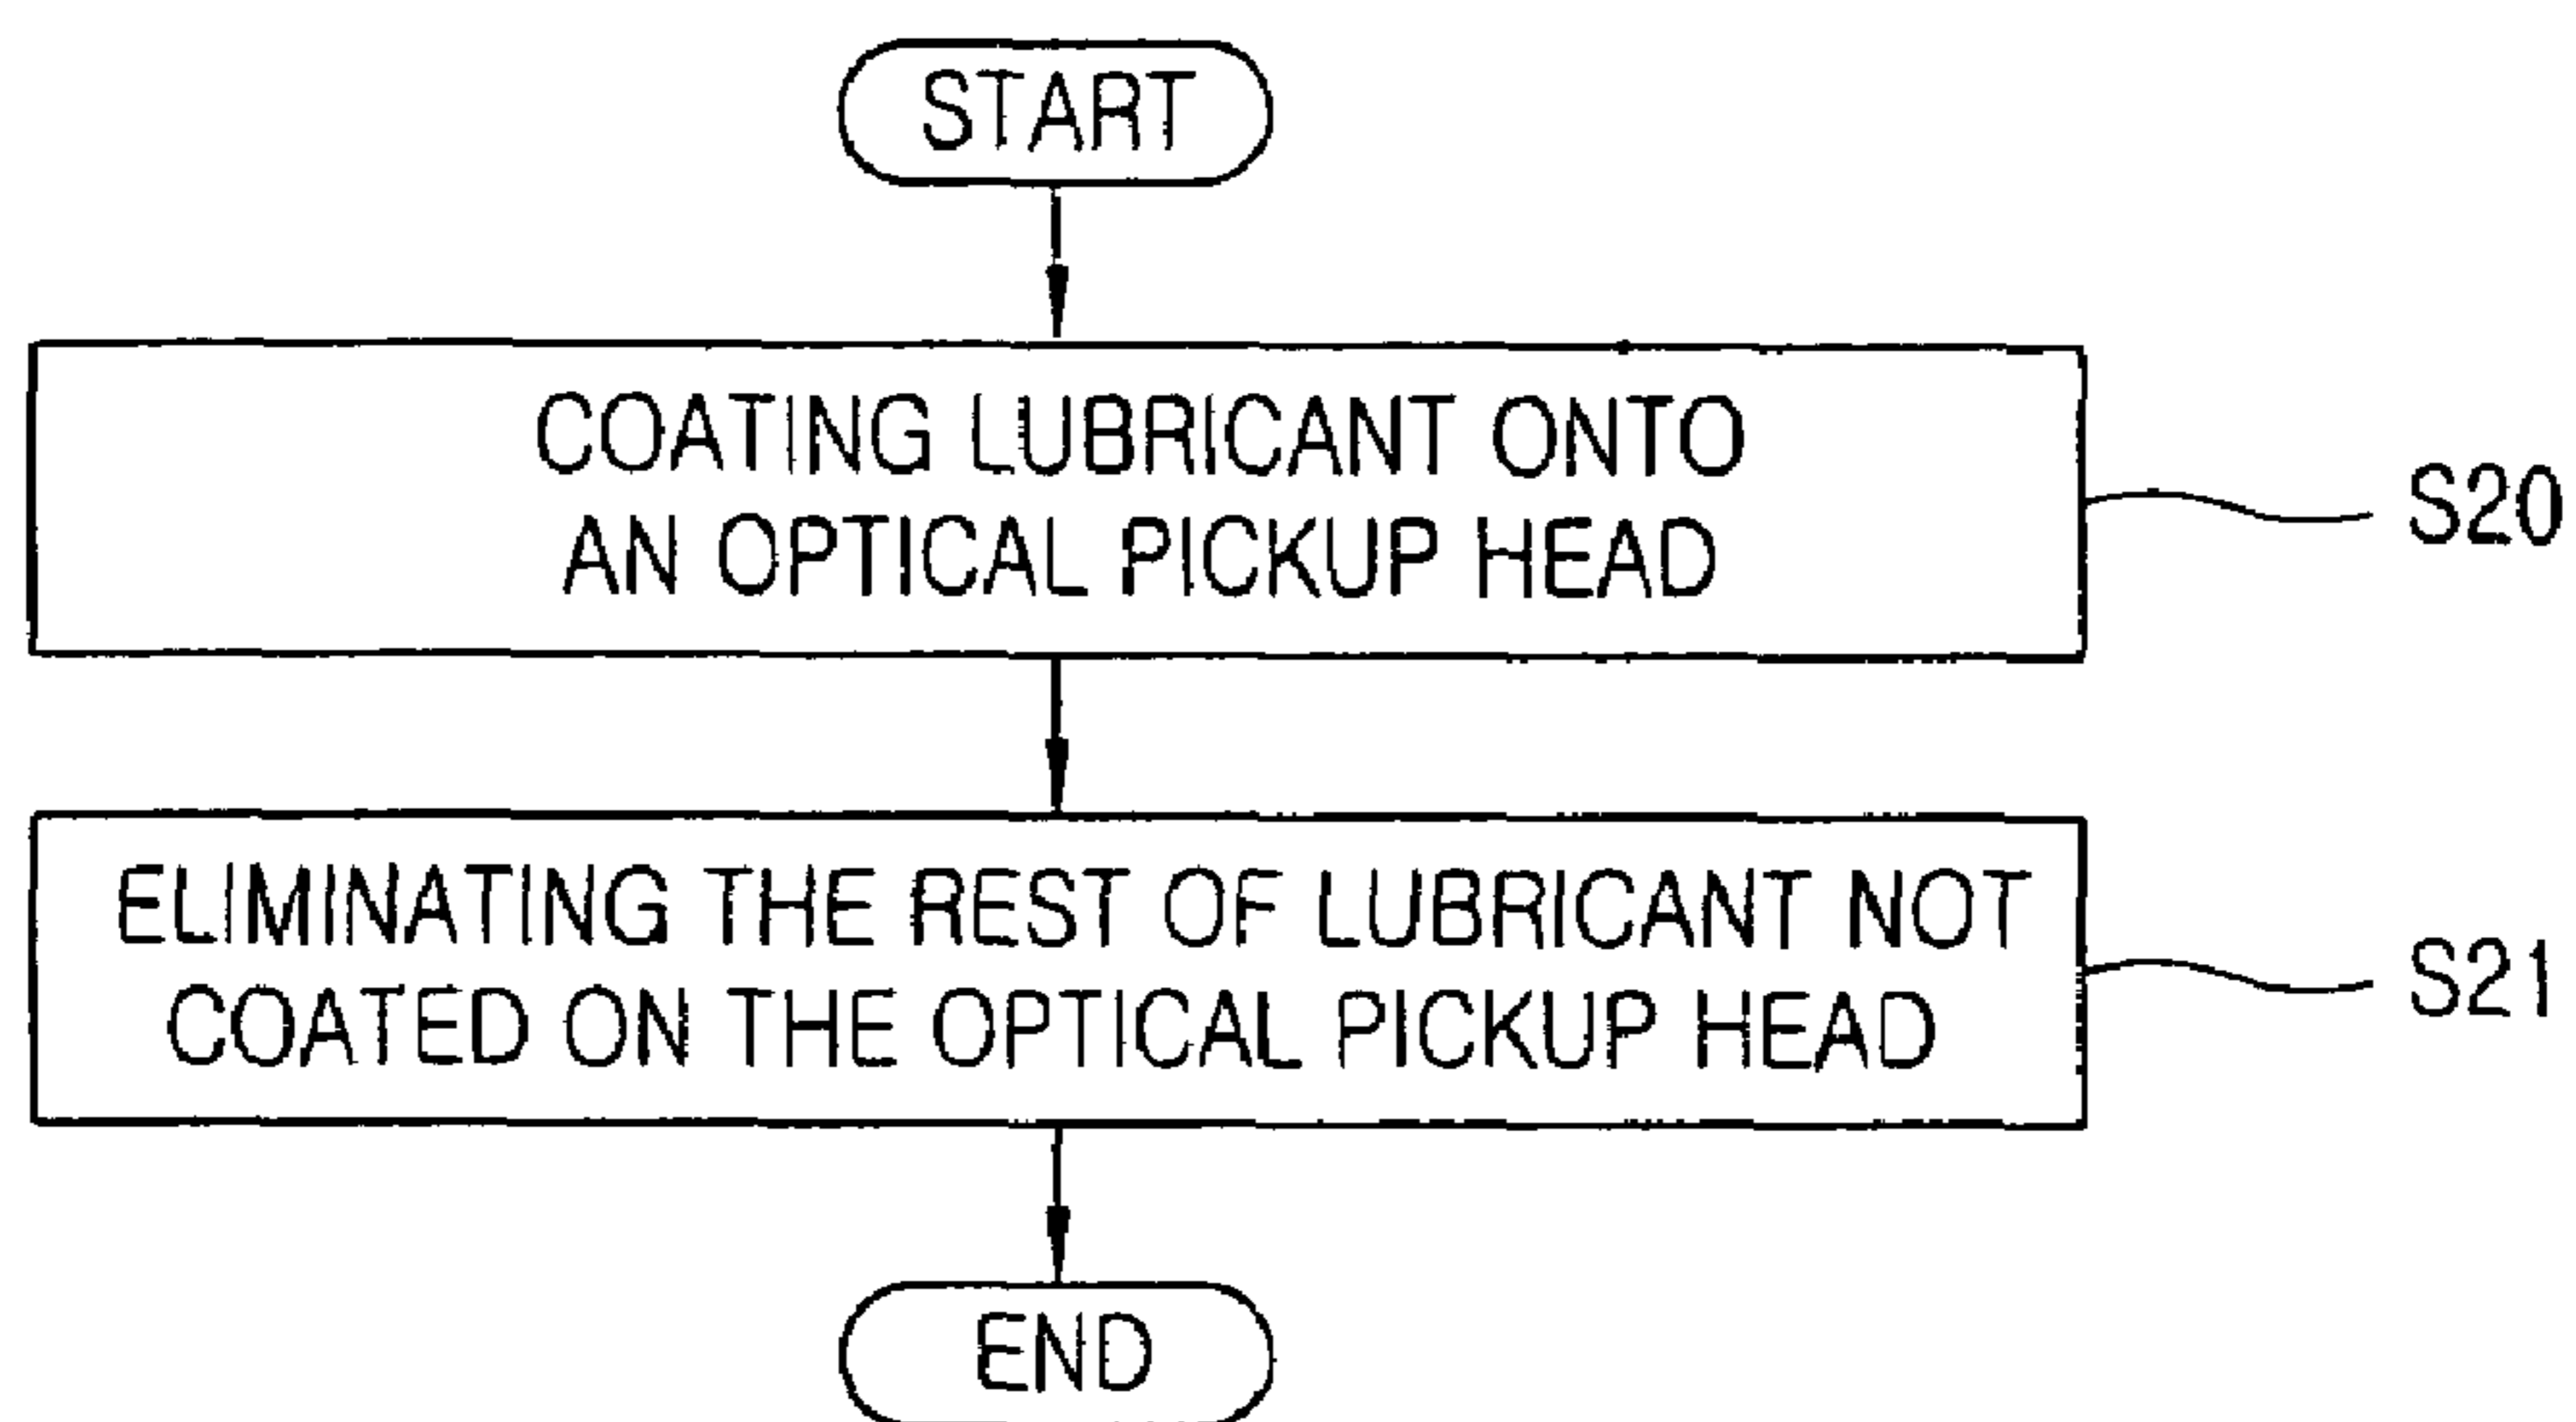 START
COATING LUBRICANT ONTO
AN OPTICAL PICKUP HEAD
S20
ELIMINATING THE REST OF LUBRICANT NOT
COATED ON THE OPTICAL PICKUP HEAD
S21
END